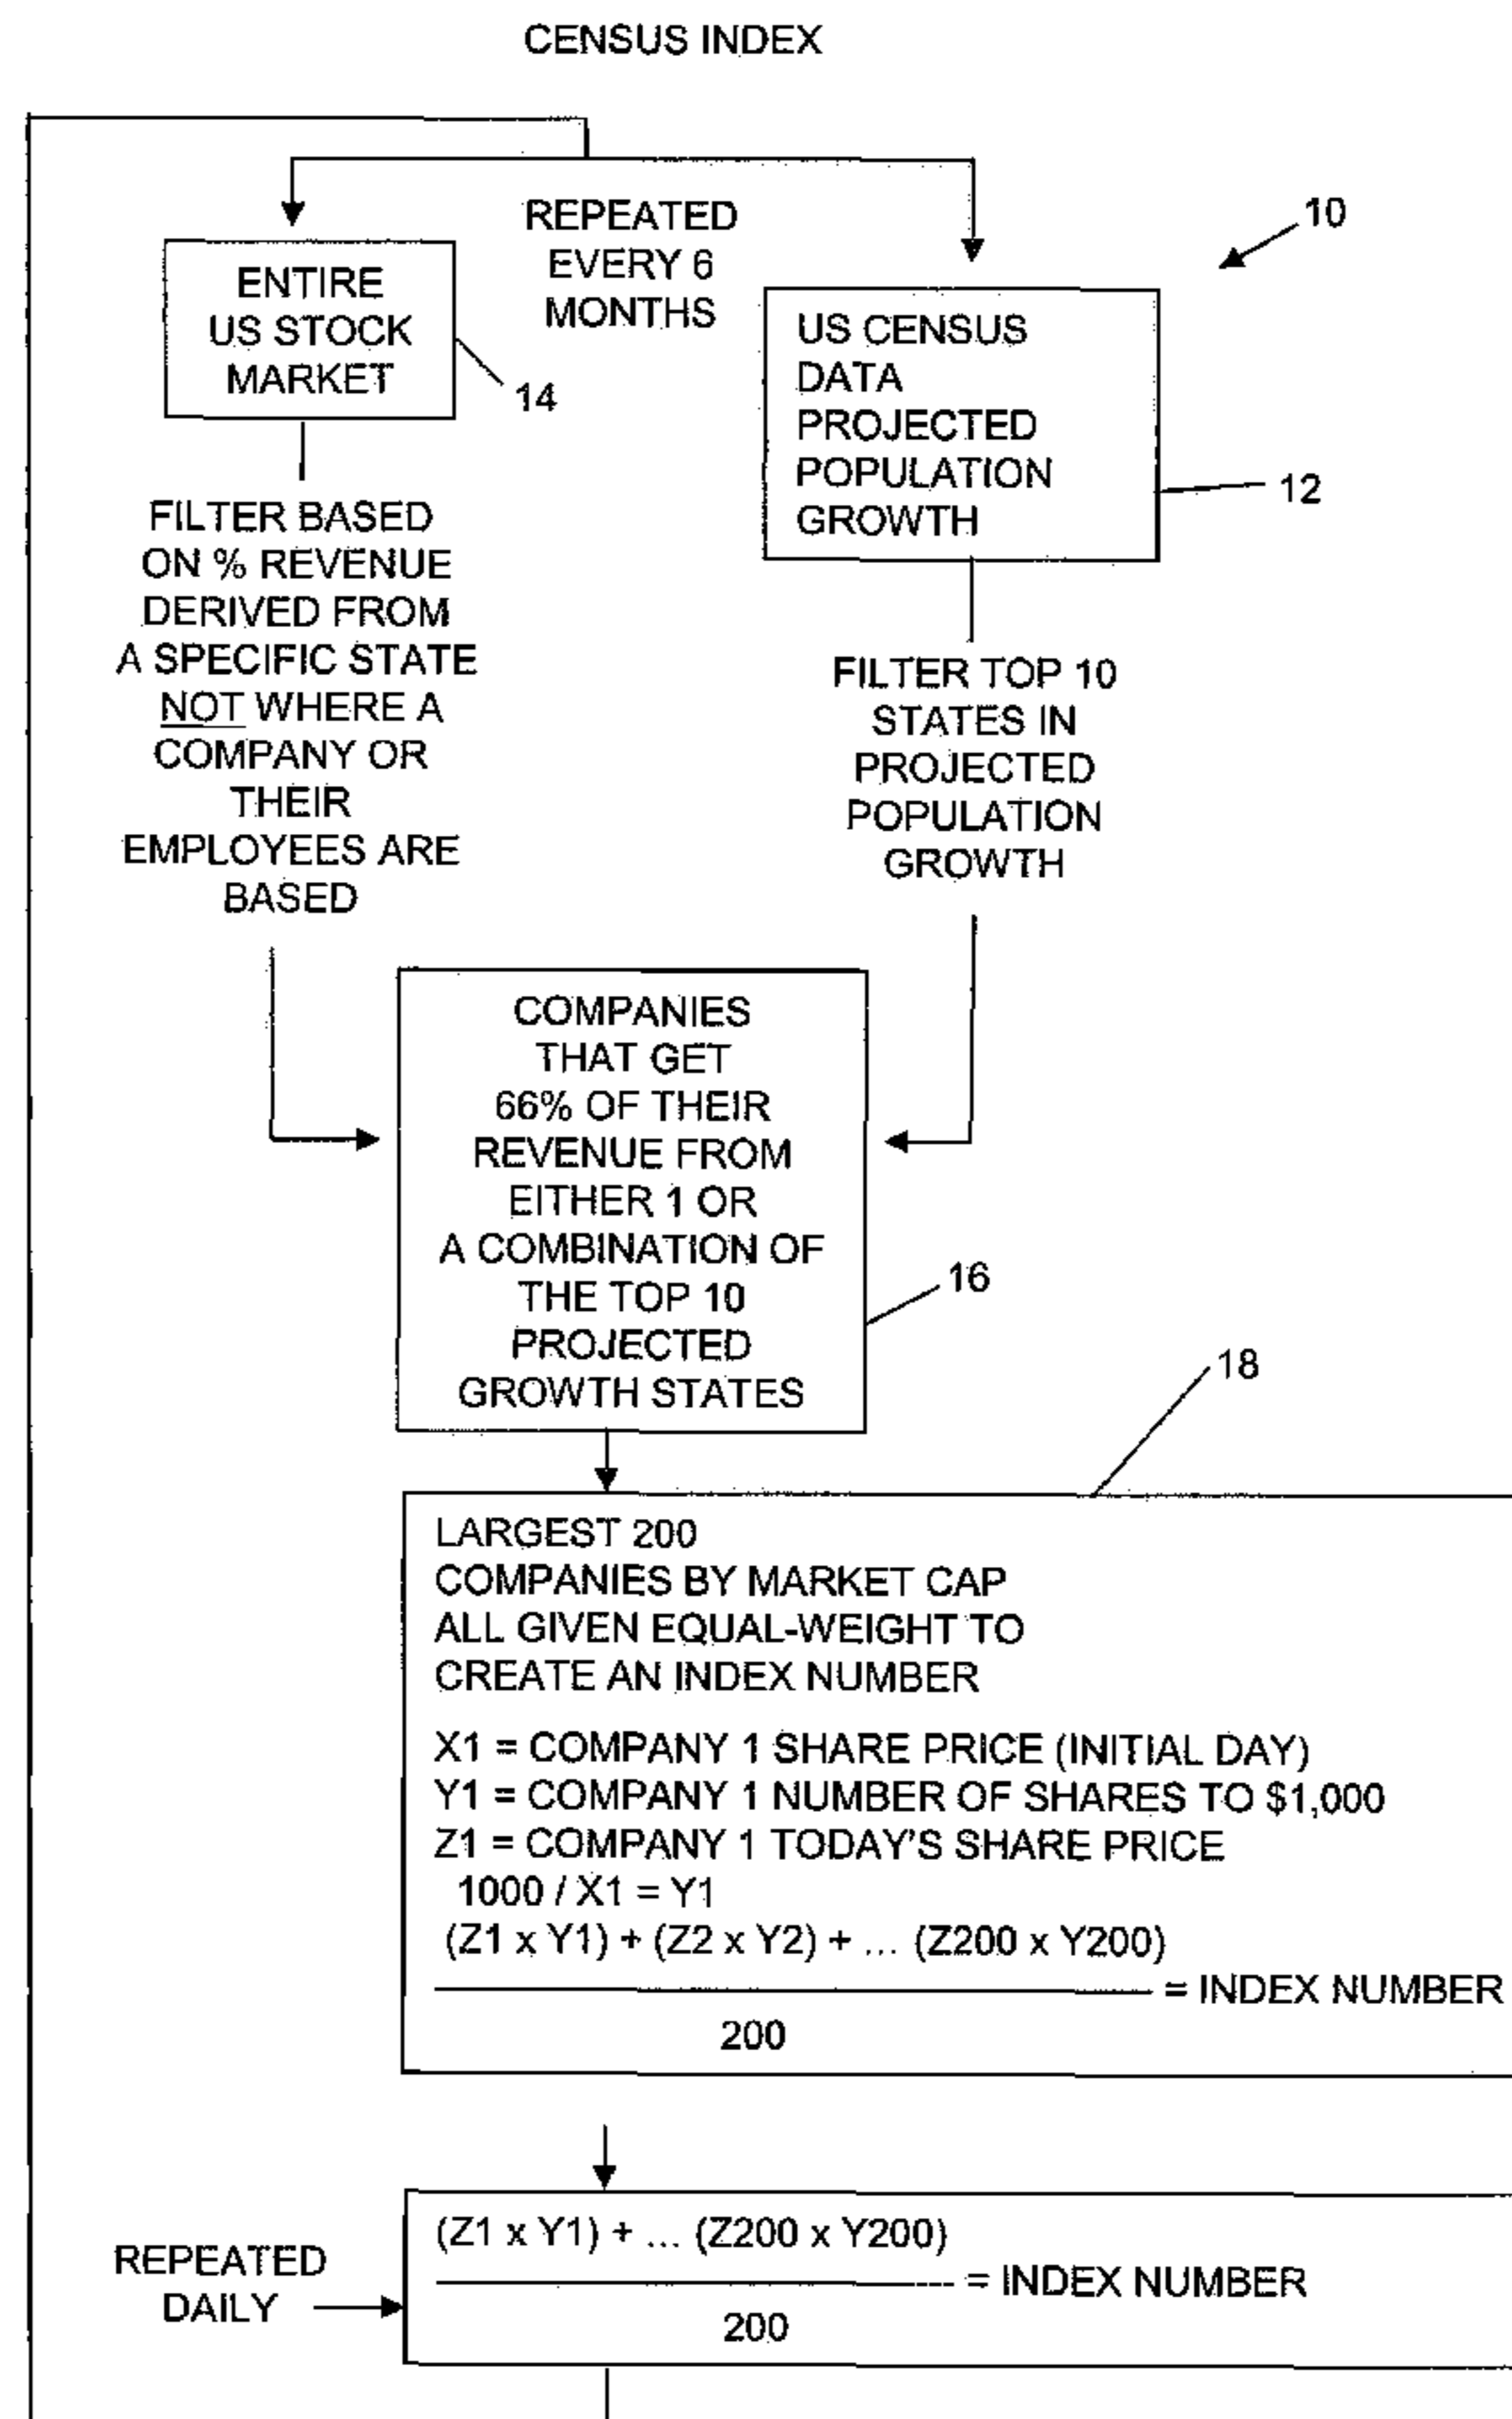 CENSUS INDEX
REPEATED
EVERY 6
MONTHS
10
ENTIRE
US STOCK
MARKET
14
US CENSUS
DATA
PROJECTED
POPULATION
GROWTH
12
FILTER BASED
ON % REVENUE
DERIVED FROM
A SPECIFIC STATE
NOT WHERE A
COMPANY OR
THEIR
EMPLOYEES ARE
BASED
FILTER TOP 10
STATES IN
PROJECTED
POPULATION
GROWTH
COMPANIES
THAT GET
66% OF THEIR
REVENUE FROM
EITHER 1 OR
A COMBINATION OF
THE TOP 10
PROJECTED
GROWTH STATES
16
18
LARGEST 200
COMPANIES BY MARKET CAP
ALL GIVEN EQUAL-WEIGHT TO
CREATE AN INDEX NUMBER
X1 = COMPANY 1 SHARE PRICE (INITIAL DAY)
Y1 = COMPANY 1 NUMBER OF SHARES TO $1,000
Z1 = COMPANY 1 TODAY'S SHARE PRICE
1000 / X1 = Y1
(Z1 x Y1) + (Z2 x Y2) + ... (Z200 x Y200)
= INDEX NUMBER
200
REPEATED
DAILY
(Z1 x Y1) + ... (Z200 x Y200)
= INDEX NUMBER
200